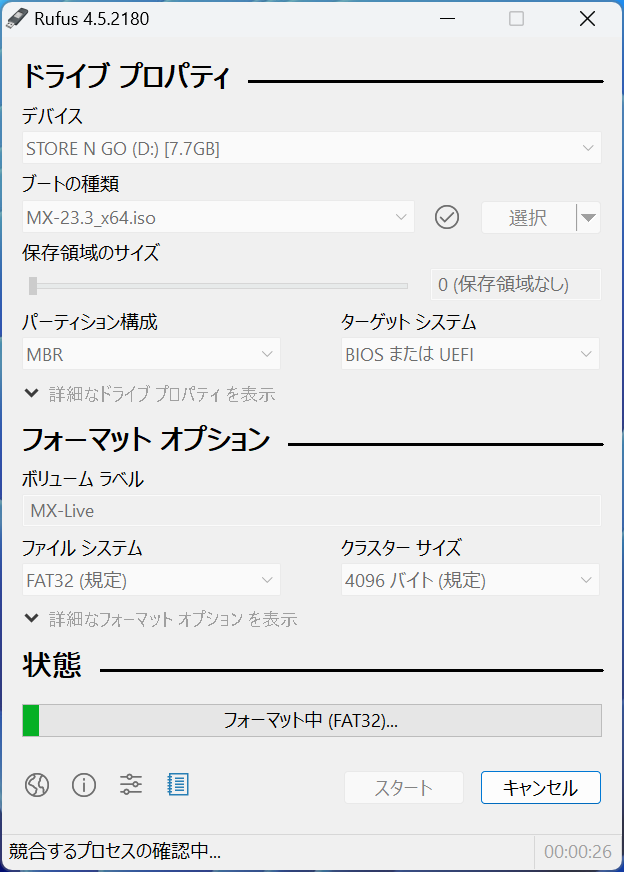 Rufus 4.5.2180
ドライブ プロパティ
デバイス
STORE N GO (D:) [7.7GB]
ブートの種類
MX-23.3_x64.iso
選択
保存領域のサイズ
0 (保存領域なし)
パーティション構成 ターゲット システム
MBR BIOS または UEFI
詳細なドライブ プロパティ を表示
フォーマット オプション
ボリューム ラベル
MX-Live
ファイル システム クラスター サイズ
FAT32 (規定) 4096 バイト (規定)
詳細なフォーマット オプション を表示
状態
フォーマット中 (FAT32)...
スタート キャンセル
競合するプロセスの確認中... 00:00:26